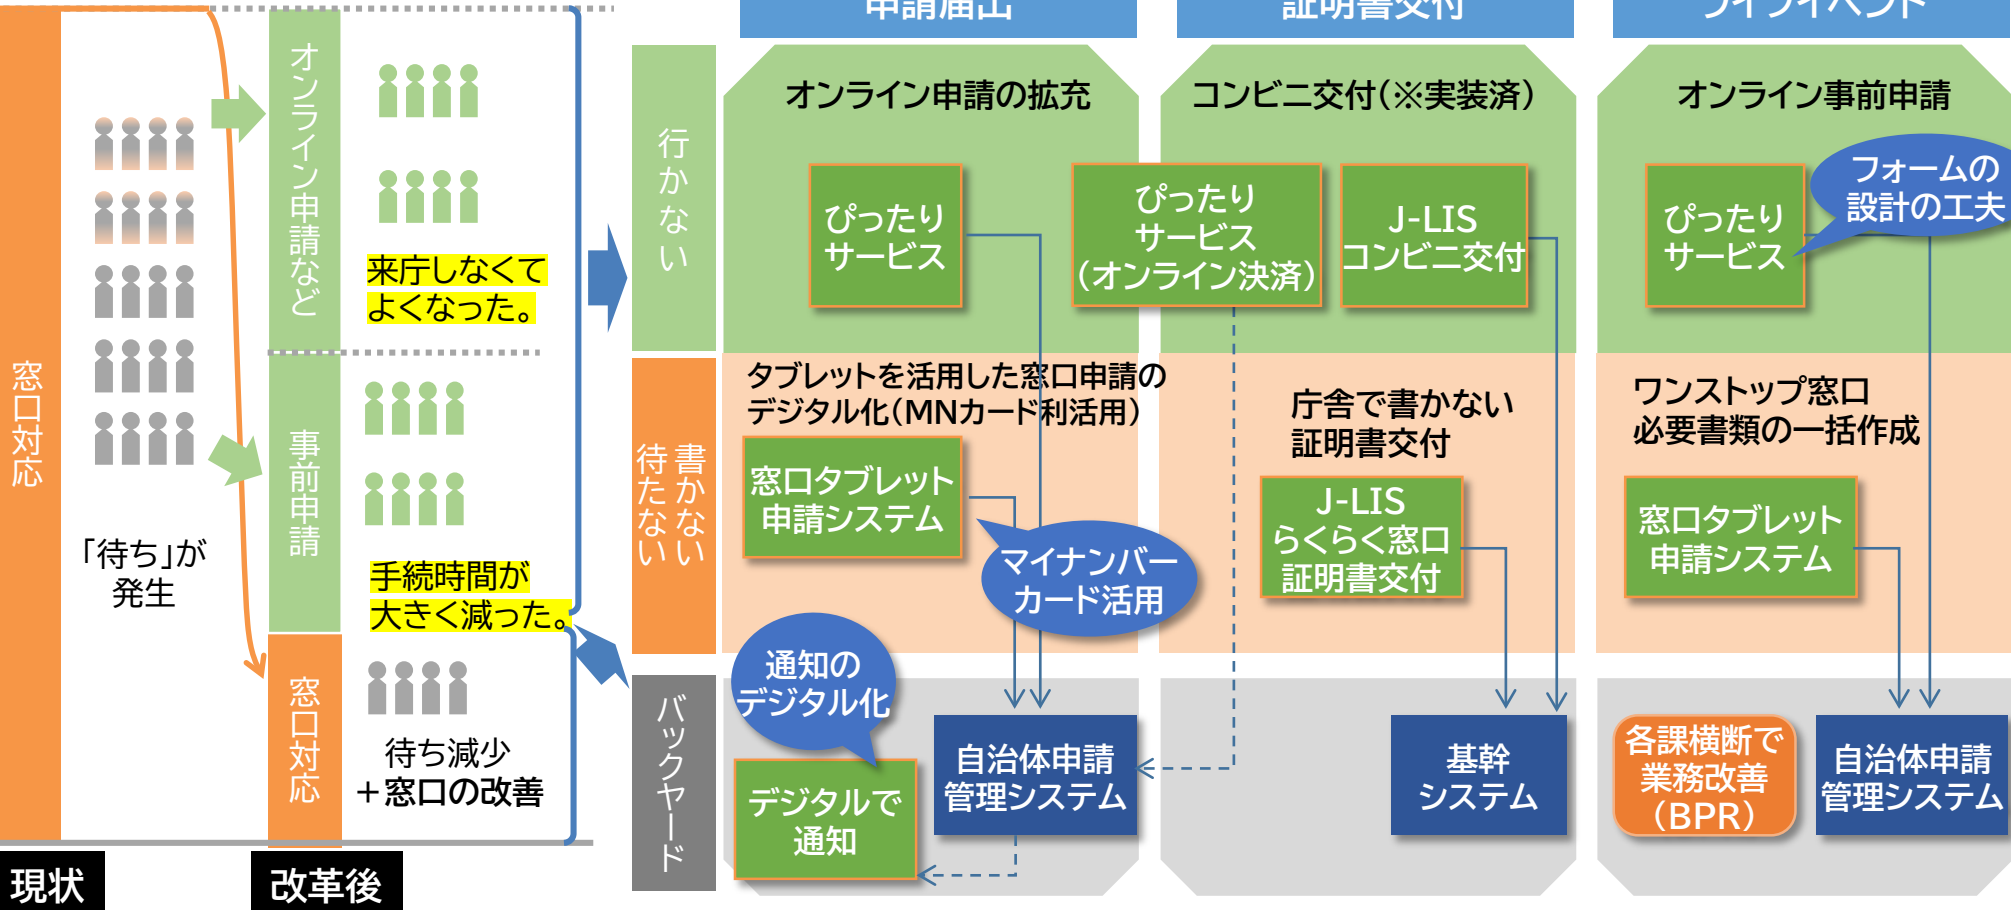 申請届出
証明書交付
ライフイベント
窓口対応
「待ち」が
発生
現状
オンライン申請など
来庁しなくて
よくなった。
事前申請
手続時間が
大きく減った。
窓口対応
待ち減少
＋窓口の改善
改革後
行かない
書かない
待たない
バックヤード
オンライン申請の拡充
ぴったり
サービス
タブレットを活用した窓口申請の
デジタル化（MNカード利活用）
窓口タブレット
申請システム
マイナンバー
カード活用
通知の
デジタル化
デジタルで
通知
自治体申請
管理システム
コンビニ交付（※実装済）
ぴったり
サービス
（オンライン決済）
J-LIS
コンビニ交付
庁舎で書かない
証明書交付
J-LIS
らくらく窓口
証明書交付
基幹
システム
オンライン事前申請
ぴったり
サービス
フォームの
設計の工夫
ワンストップ窓口
必要書類の一括作成
窓口タブレット
申請システム
各課横断で
業務改善
（BPR）
自治体申請
管理システム